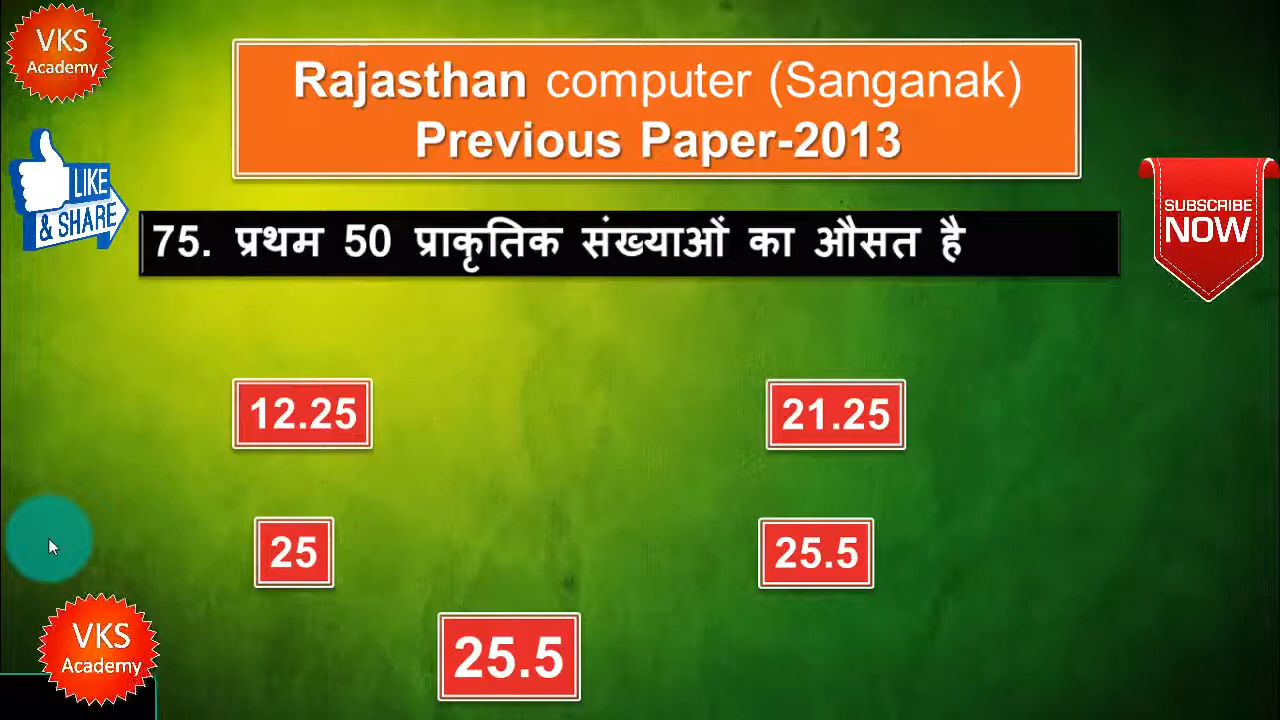 VKS
Academy
Rajasthan computer (Sanganak)
Previous Paper-2013
LIKE
& SHARE
SUBSCRIBE
NOW
75. प्रथम 50 प्राकृतिक संख्याओं का औसत है
12.25
21.25
25
25.5
25.5
VKS
Academy